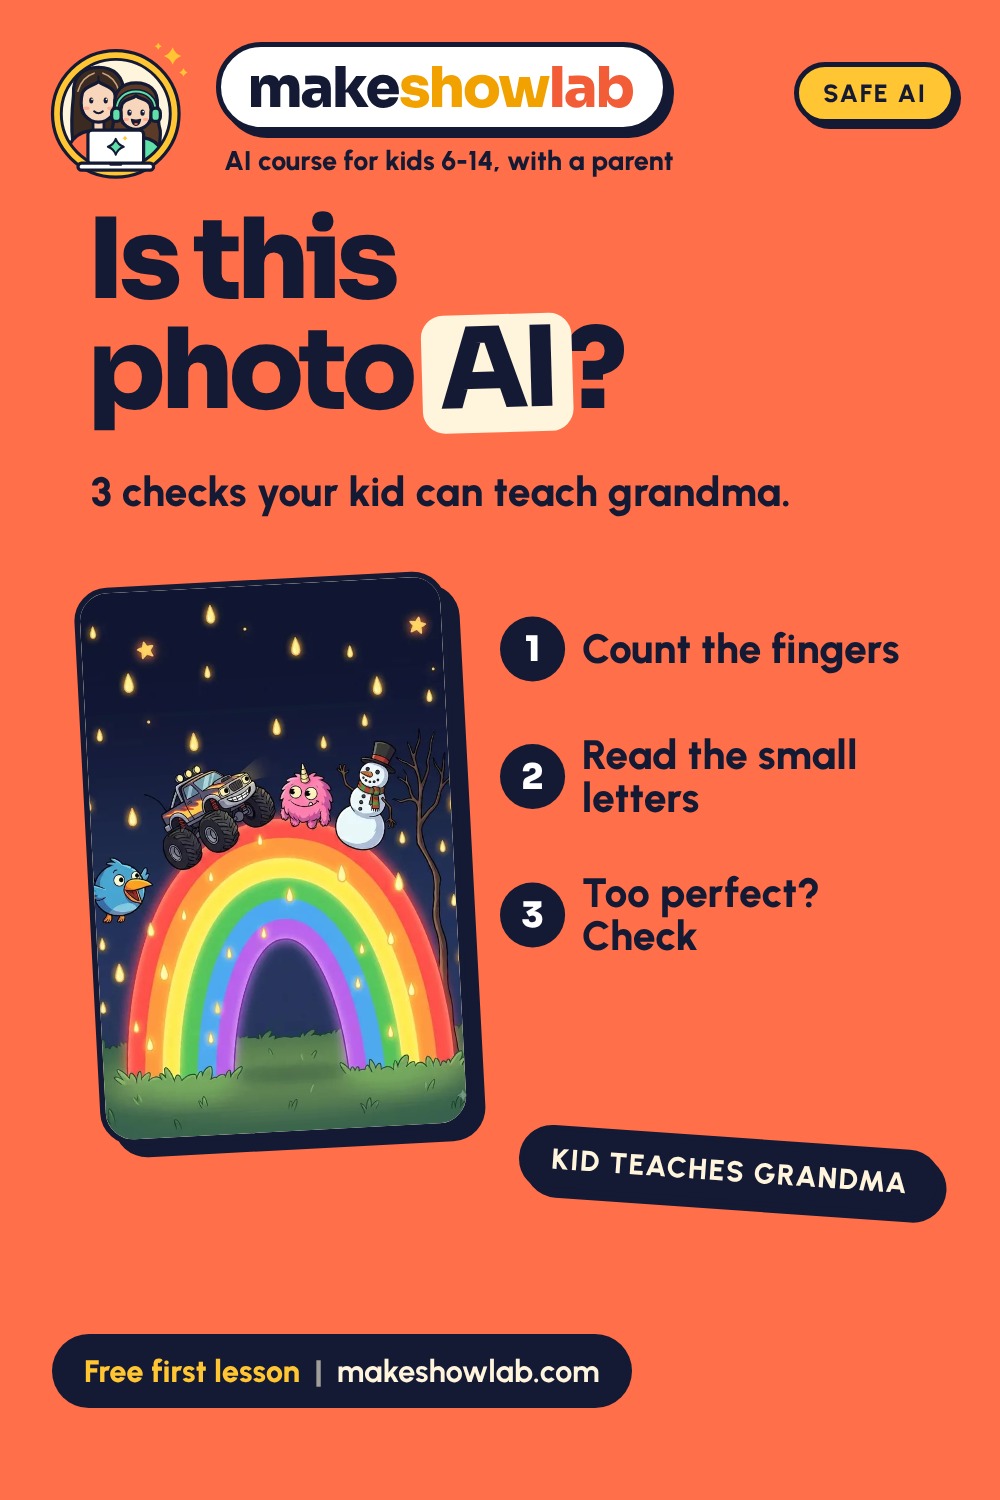 makeshowlab
SAFE AI
AI course for kids 6-14, with a parent
Is this
photo AI?
3 checks your kid can teach grandma.
1 Count the fingers
2 Read the small
letters
3 Too perfect?
Check
KID TEACHES GRANDMA
Free first lesson | makeshowlab.com